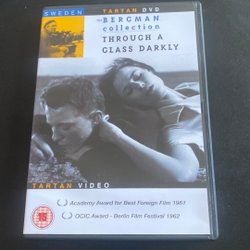 SWEDEN
TARTAN DVD
the BERGMAN
collection
THROUGH A
GLASS DARKLY
TARTAN VIDEO
Academy Award for Best Foreign Film 1961
OCIC Award - Berlin Film Festival 1962
15